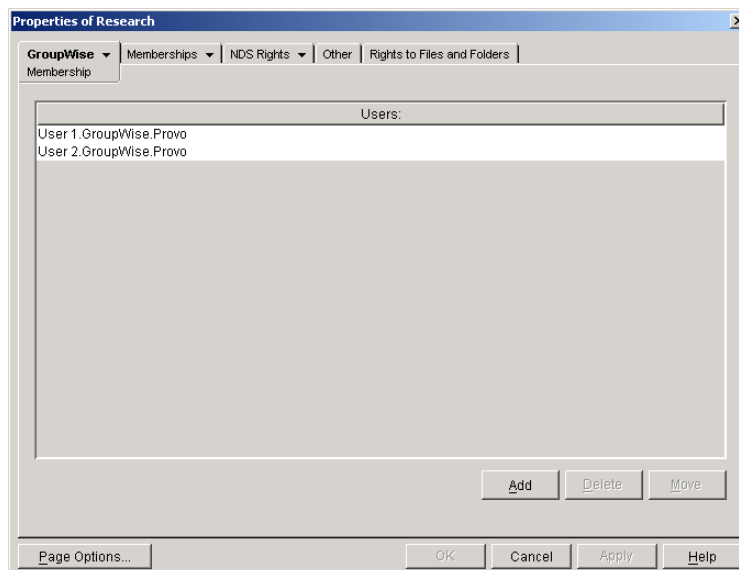 Properties of Research
GroupWise Memberships NDS Rights Other Rights to Files and Folders
Membership
Users:
User 1.GroupWise.Provo
User 2.GroupWise.Provo
Add Delete Move
Page Options... OK Cancel Apply Help